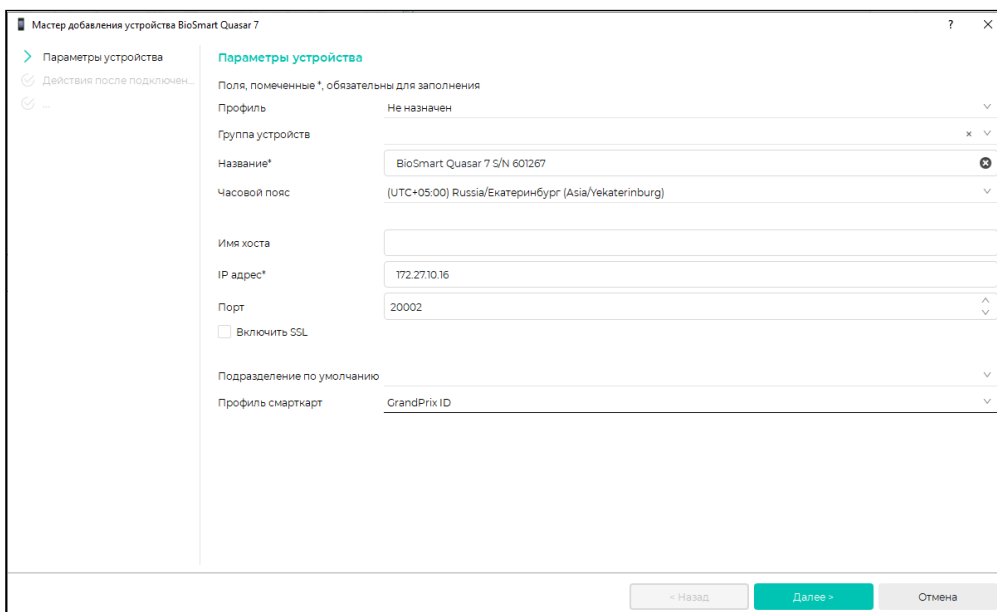 Мастер добавления устройства BioSmart Quasar 7
?
Параметры устройства
Действия после подключен...
...
Параметры устройства
Поля, помеченные *, обязательны для заполнения
Профиль Не назначен
Группа устройств
Название* BioSmart Quasar 7 S/N 601267
Часовой пояс (UTC+05:00) Russia/Екатеринбург (Asia/Yekaterinburg)
Имя хоста
IP адрес* 172.27.10.16
Порт 20002
Включить SSL
Подразделение по умолчанию
Профиль смарткарт GrandPrix ID
< Назад Далее > Отмена